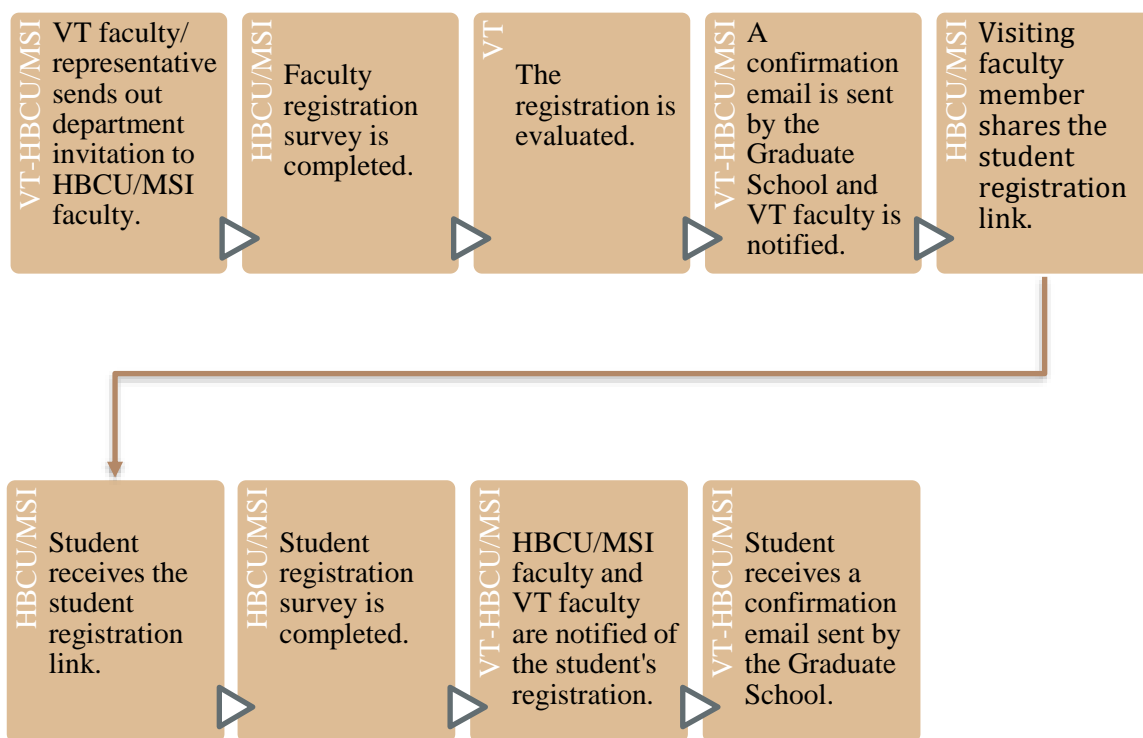 VT-HBCU/MSI
VT faculty/
representative
sends out
department
invitation to
HBCU/MSI
faculty.
HBCU/MSI
Faculty
registration
survey is
completed.
VT
The
registration is
evaluated.
VT-HBCU/MSI
A
confirmation
email is sent
by the
Graduate
School and
VT faculty is
notified.
HBCU/MSI
Visiting
faculty
member
shares the
student
registration
link.
HBCU/MSI
Student
receives the
student
registration
link.
HBCU/MSI
Student
registration
survey is
completed.
VT-HBCU/MSI
HBCU/MSI
faculty and
VT faculty
are notified of
the student's
registration.
VT-HBCU/MSI
Student
receives a
confirmation
email sent by
the Graduate
School.